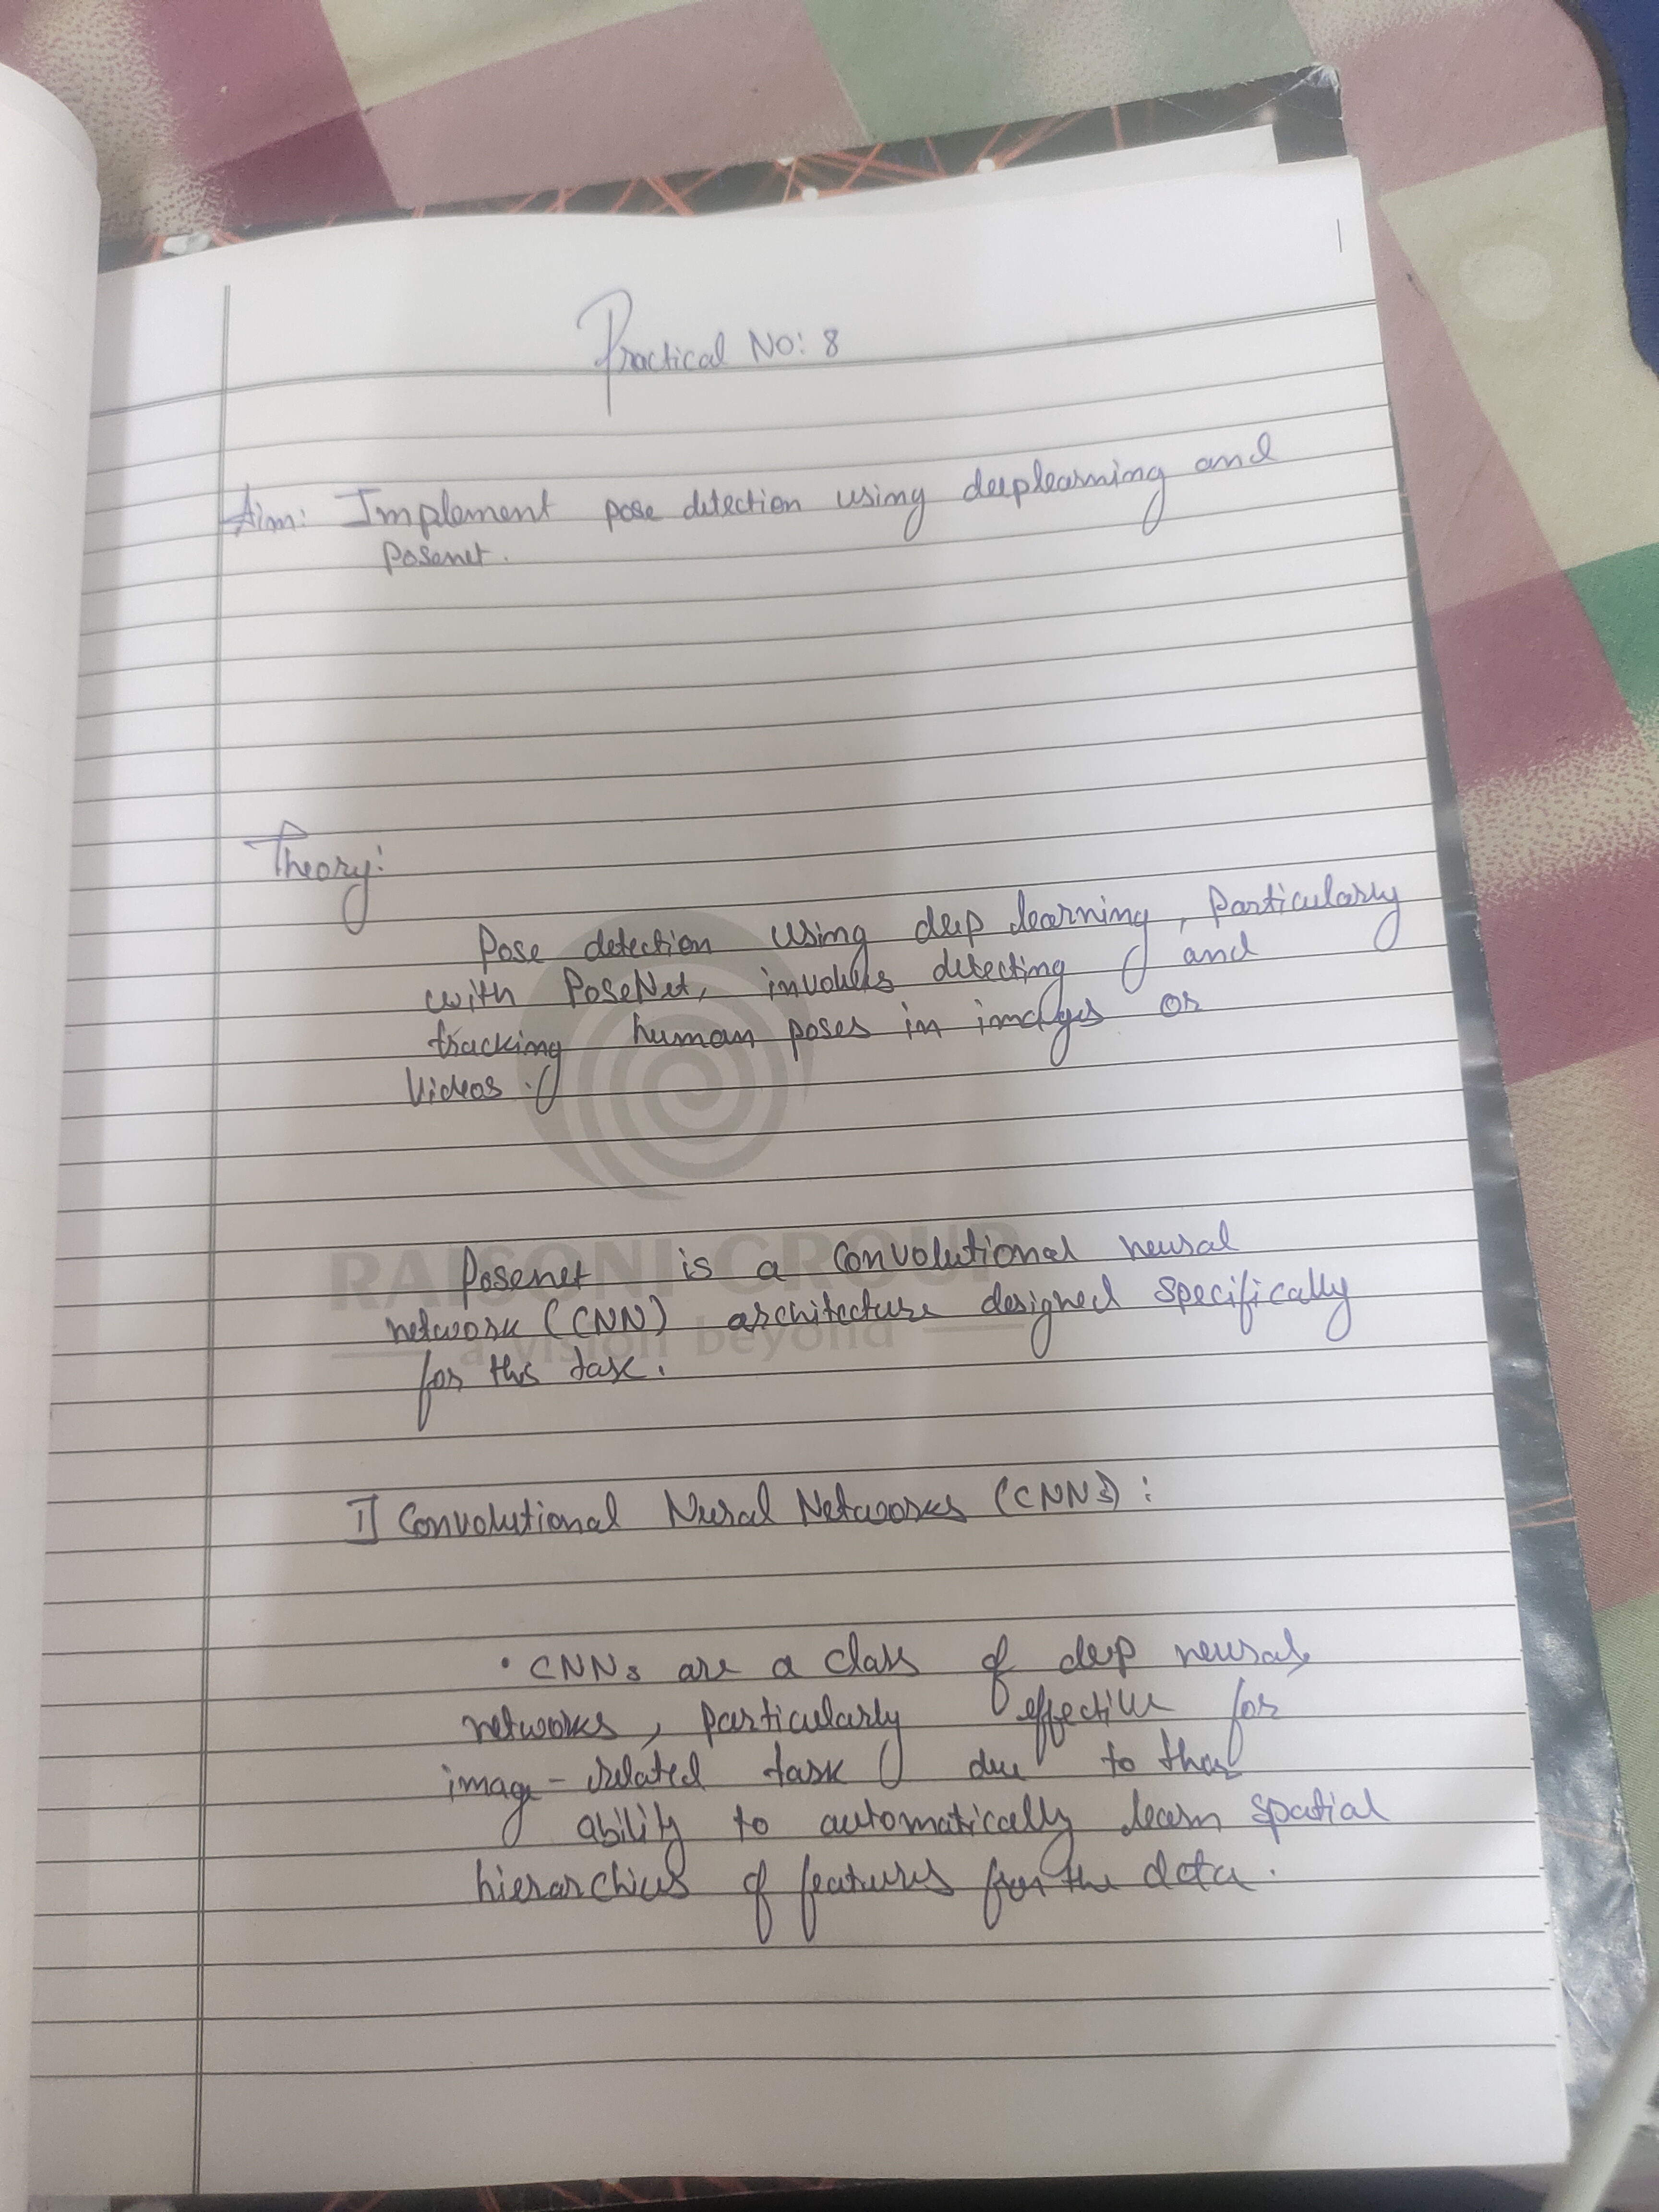 Practical No: 8
Aim: Implement pose detection using deeplearning and
Posenet.
Theory:
Pose detection using deep learning, particularly
with PoseNet, involves detecting and
tracking human poses in images or
Videos.
RAISONI GROUP
a vision beyond
Posenet is a Convolutional neural
network (CNN) architecture designed specifically
for this task.
I] Convolutional Nural Networks (CNNs):
• CNNs are a class of deep neural
networks, particularly effective for
image-related task due to their
ability to automatically learn spatial
hierarchies of features from the data.